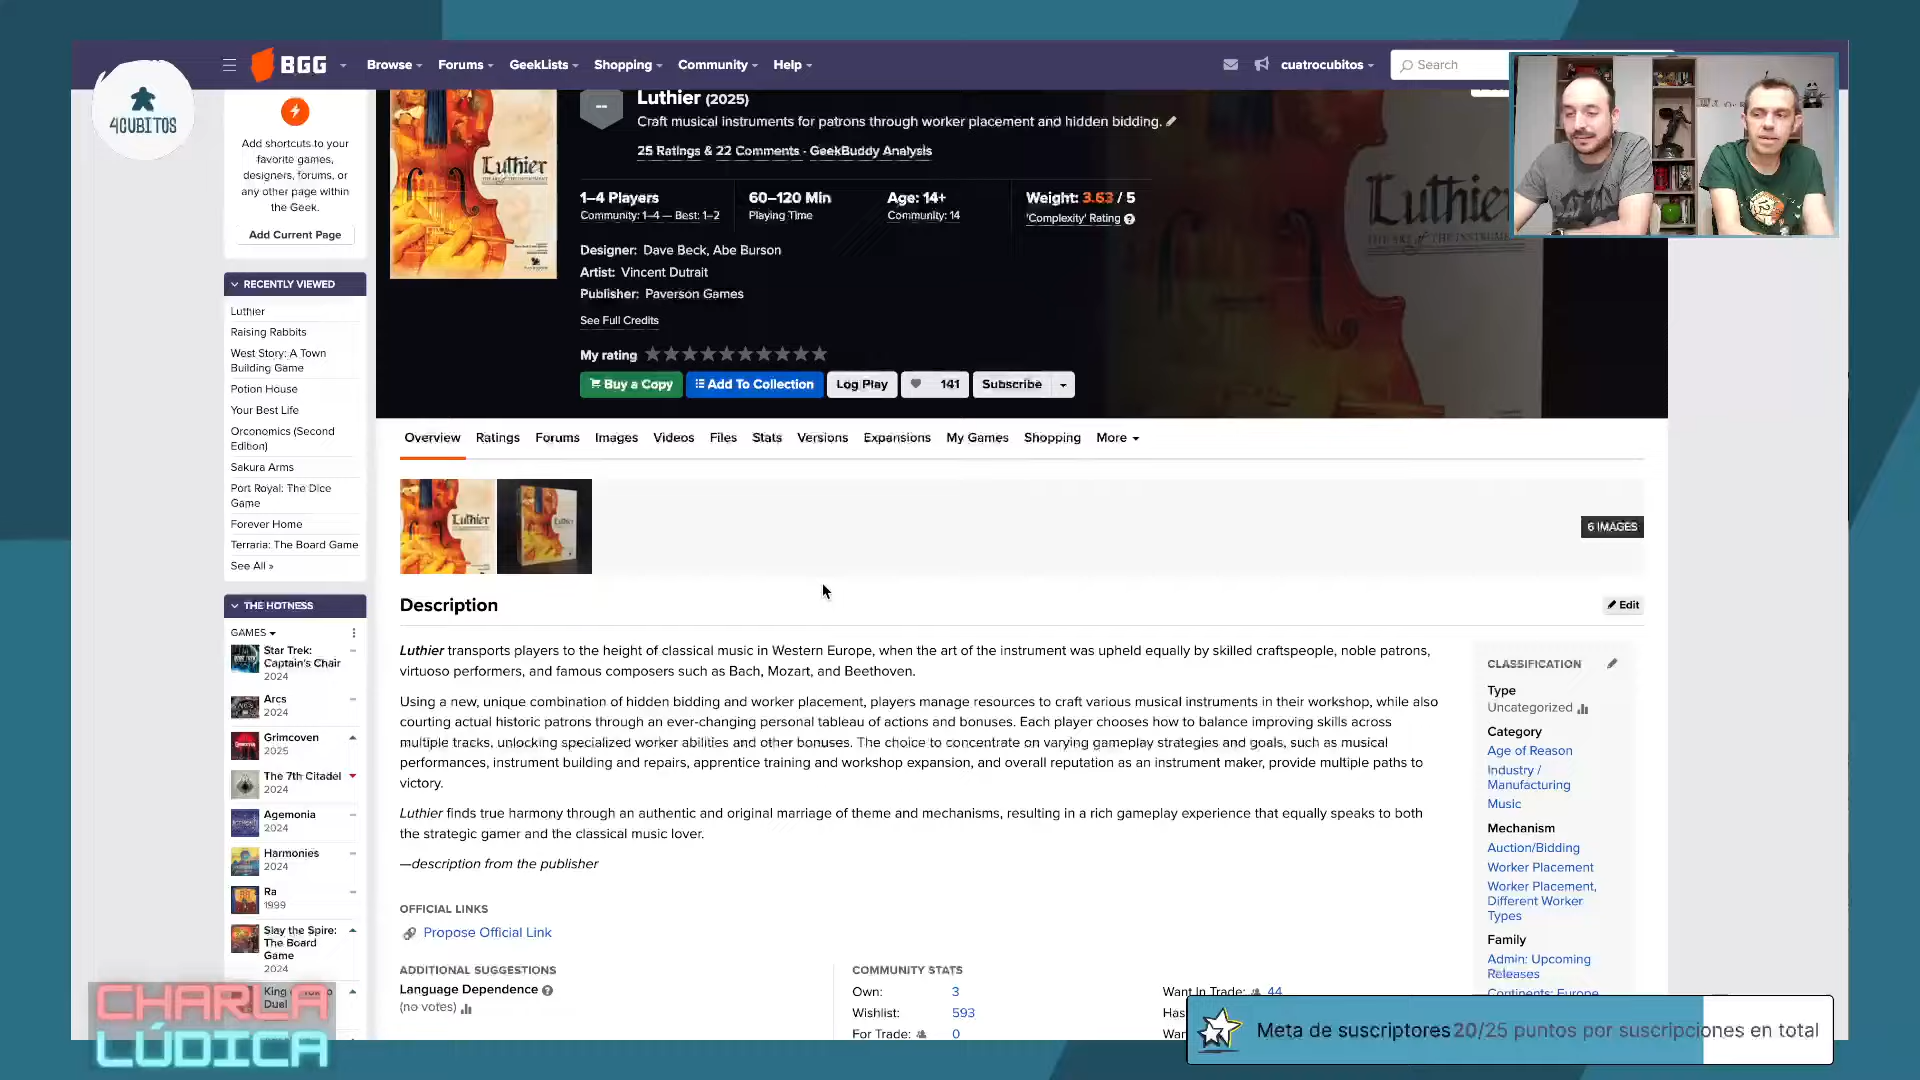 BGG
Browse
Forums
GeekLists
Shopping
Community
Help
cuatrocubitos
Search
4CUBITOS
Add shortcuts to your
favorite games,
designers, forums, or
any other page within
the Geek.
Add Current Page
RECENTLY VIEWED
Luthier
Raising Rabbits
West Story: A Town
Building Game
Potion House
Your Best Life
Orconomics (Second
Edition)
Sakura Arms
Port Royal: The Dice
Game
Forever Home
Terraria: The Board Game
See All »
THE HOTNESS
GAMES
Star Trek:
Captain's Chair
2024
Arcs
2024
Grimcoven
2025
The 7th Citadel
2024
Agemonia
2024
Harmonies
2024
Ra
1999
Slay the Spire:
The Board
Game
2024
CHARLA
LÚDICA
Luthier
--
Luthier (2025)
Craft musical instruments for patrons through worker placement and hidden bidding.
25 Ratings & 22 Comments - GeekBuddy Analysis
1–4 Players
Community: 1–4 — Best: 1–2
60–120 Min
Playing Time
Age: 14+
Community: 14
Weight: 3.63 / 5
'Complexity' Rating
Designer: Dave Beck, Abe Burson
Artist: Vincent Dutrait
Publisher: Paverson Games
See Full Credits
My rating
Buy a Copy
Add To Collection
Log Play
141
Subscribe
Luthier
Overview
Ratings
Forums
Images
Videos
Files
Stats
Versions
Expansions
My Games
Shopping
More
Luthier
Luthier
6 IMAGES
Description
Edit
Luthier transports players to the height of classical music in Western Europe, when the art of the instrument was upheld equally by skilled craftspeople, noble patrons,
virtuoso performers, and famous composers such as Bach, Mozart, and Beethoven.
Using a new, unique combination of hidden bidding and worker placement, players manage resources to craft various musical instruments in their workshop, while also
courting actual historic patrons through an ever-changing personal tableau of actions and bonuses. Each player chooses how to balance improving skills across
multiple tracks, unlocking specialized worker abilities and other bonuses. The choice to concentrate on varying gameplay strategies and goals, such as musical
performances, instrument building and repairs, apprentice training and workshop expansion, and overall reputation as an instrument maker, provide multiple paths to
victory.
Luthier finds true harmony through an authentic and original marriage of theme and mechanisms, resulting in a rich gameplay experience that equally speaks to both
the strategic gamer and the classical music lover.
—description from the publisher
OFFICIAL LINKS
Propose Official Link
ADDITIONAL SUGGESTIONS
Language Dependence
(no votes)
COMMUNITY STATS
Own: 3
Wishlist: 593
For Trade: 0
Want In Trade: 44
Has
CLASSIFICATION
Type
Uncategorized
Category
Age of Reason
Industry /
Manufacturing
Music
Mechanism
Auction/Bidding
Worker Placement
Worker Placement,
Different Worker
Types
Family
Admin: Upcoming
Releases
Continents: Europe
Meta de suscriptores 20/25 puntos por suscripciones en total